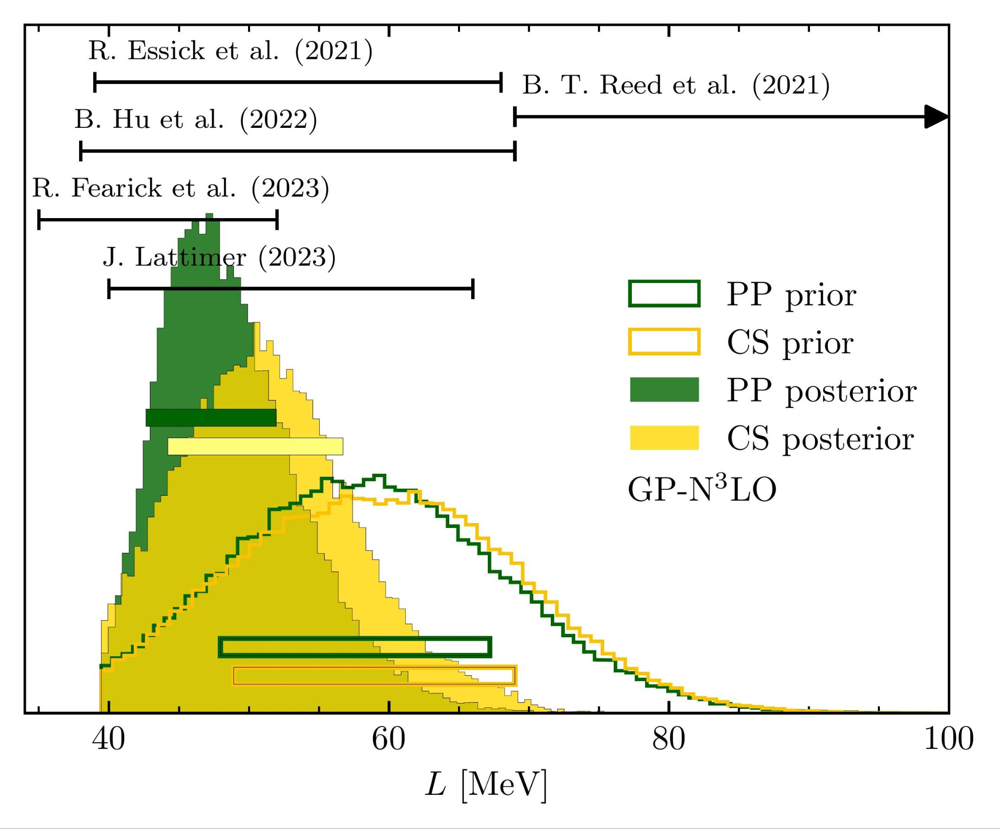 R. Essick et al. (2021)
B. T. Reed et al. (2021)
B. Hu et al. (2022)
R. Fearick et al. (2023)
J. Lattimer (2023)
PP prior
CS prior
PP posterior
CS posterior
GP-N³LO
40 60 80 100
L [MeV]